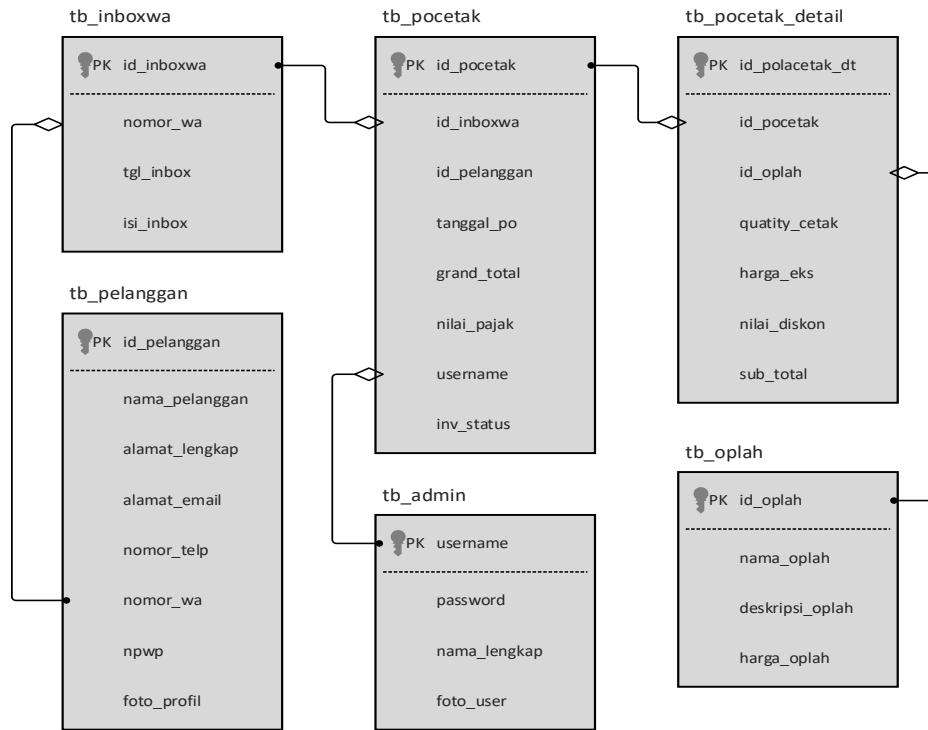 tb_inboxwa
PK id_inboxwa
nomor_wa
tgl_inbox
isi_inbox
tb_pelanggan
PK id_pelanggan
nama_pelanggan
alamat_lengkap
alamat_email
nomor_telp
nomor_wa
npwp
foto_profil
tb_pocetak
PK id_pocetak
id_inboxwa
id_pelanggan
tanggal_po
grand_total
nilai_pajak
username
inv_status
tb_admin
PK username
password
nama_lengkap
foto_user
tb_pocetak_detail
PK id_polacetak_dt
id_pocetak
id_oplah
quatity_cetak
harga_eks
nilai_diskon
sub_total
tb_oplah
PK id_oplah
nama_oplah
deskripsi_oplah
harga_oplah